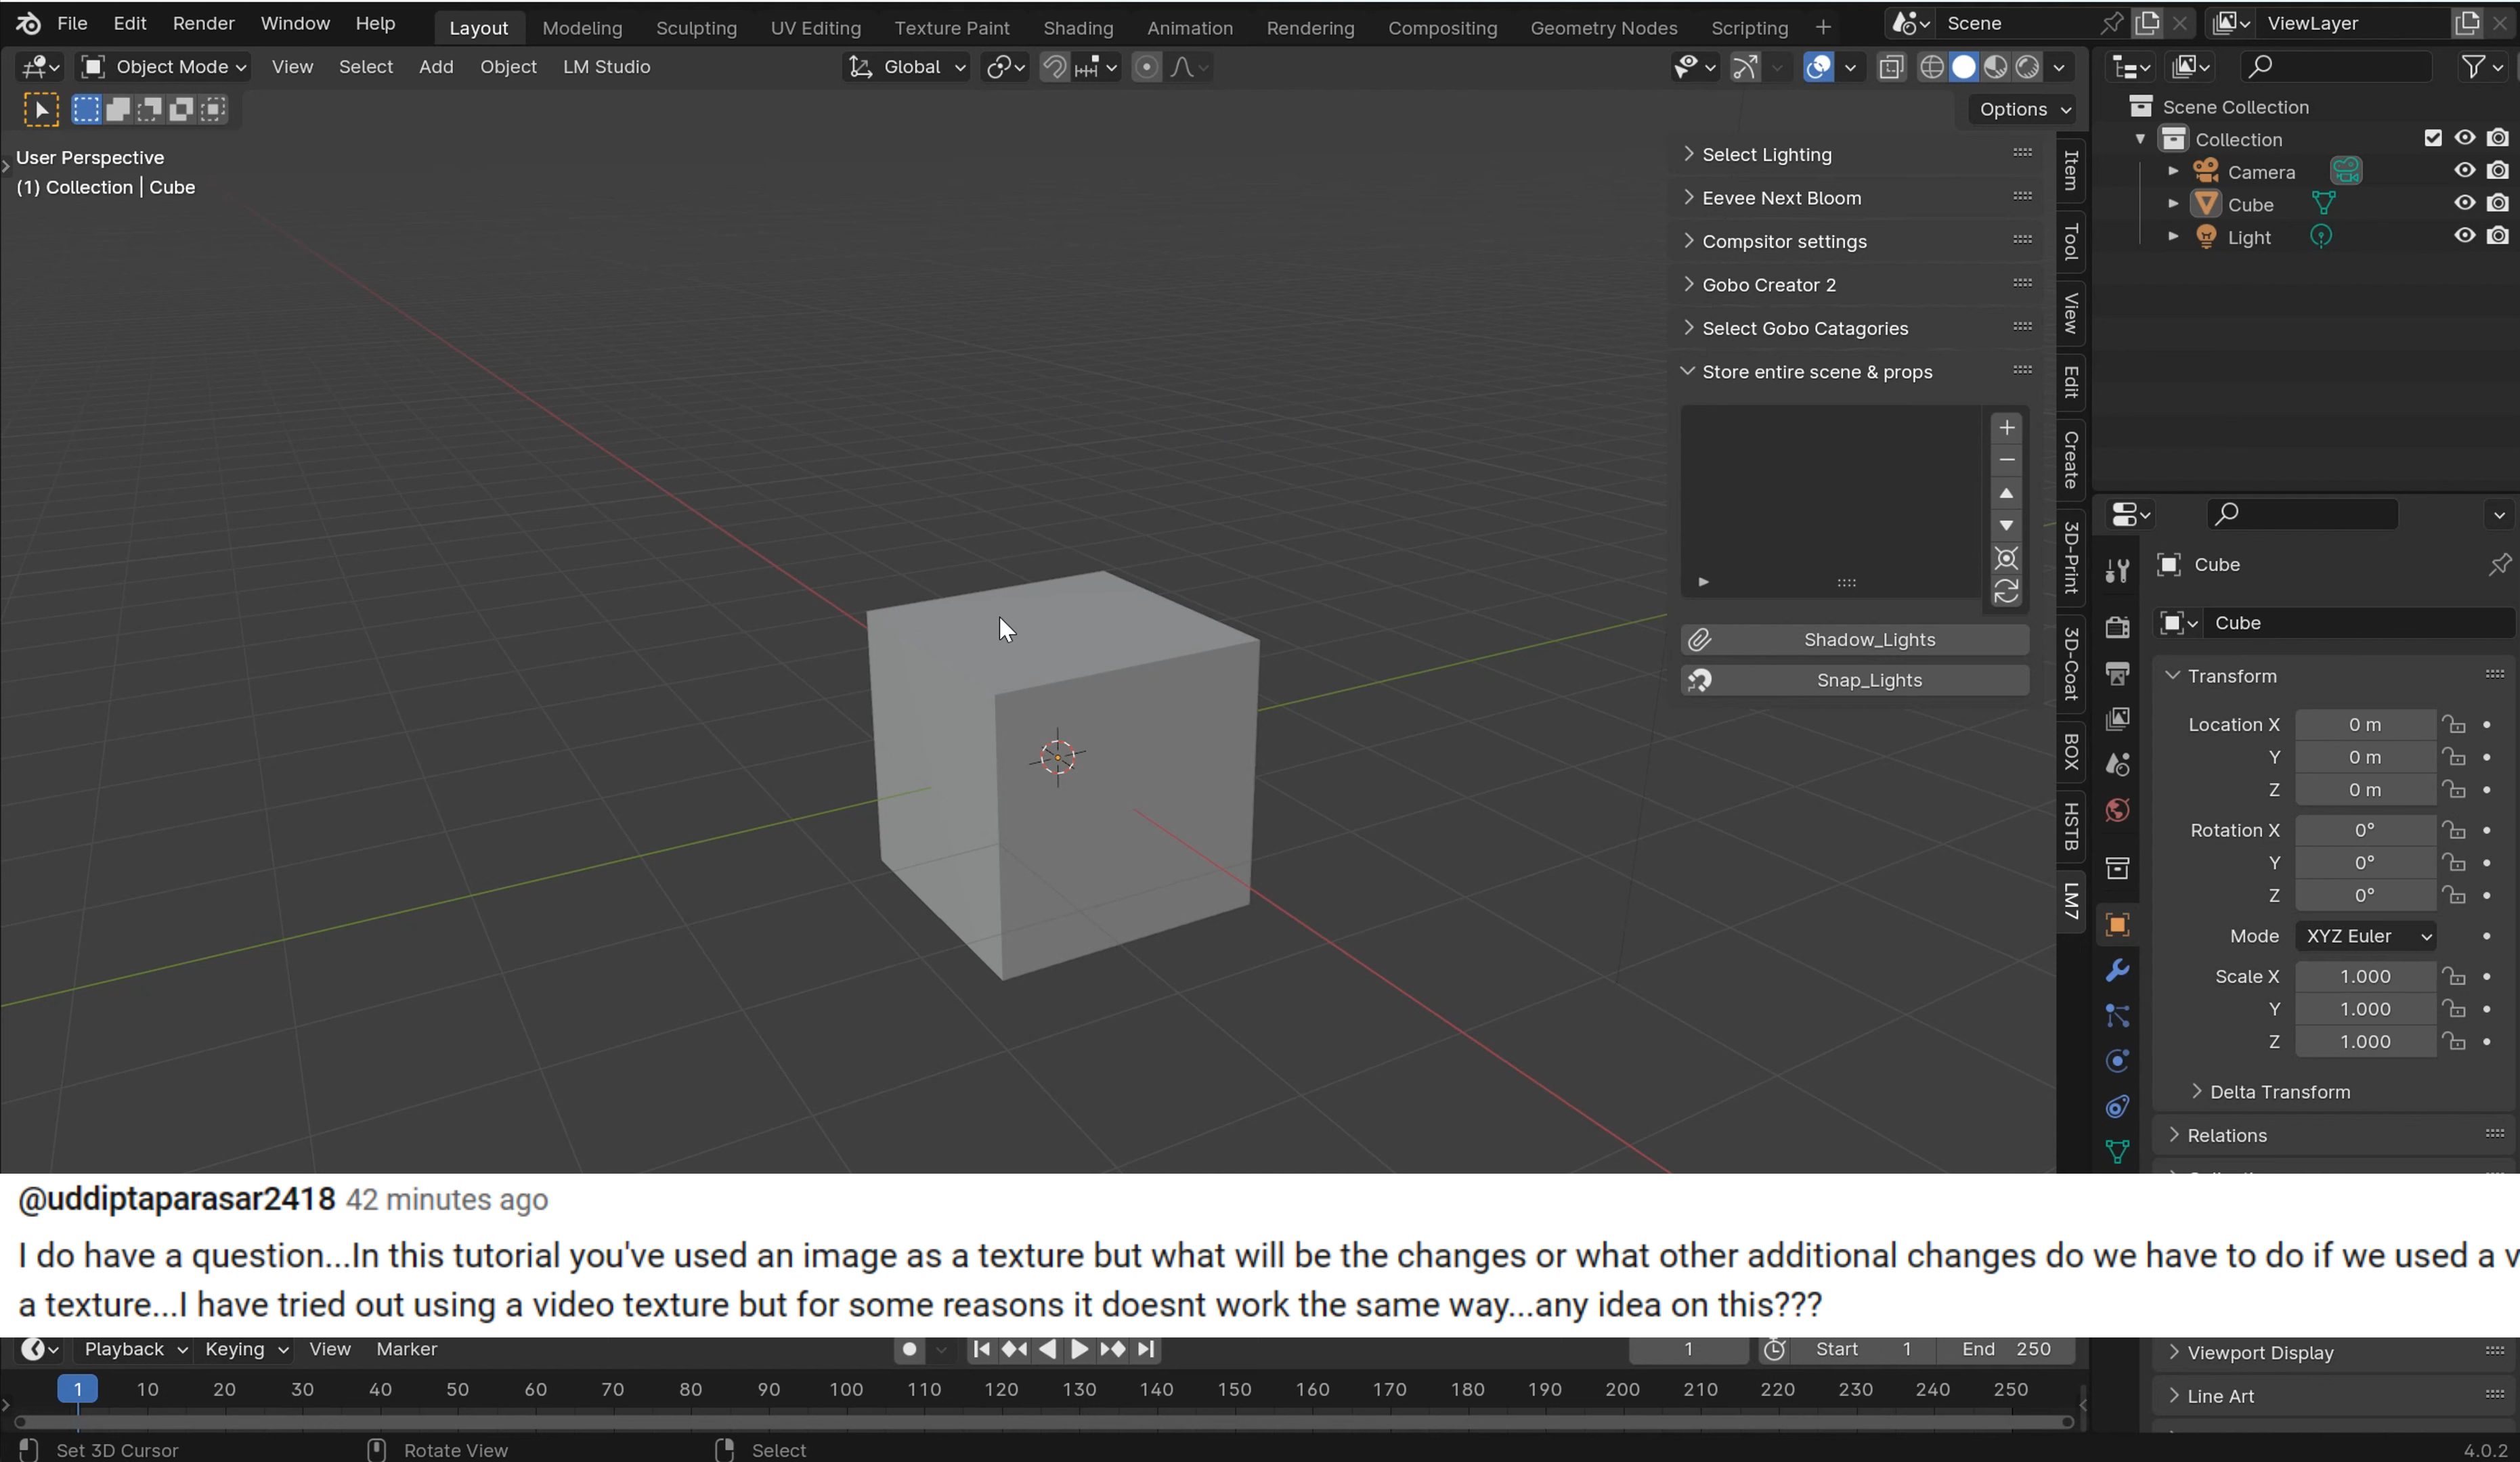 File Edit Render Window Help Layout Modeling Sculpting UV Editing Texture Paint Shading Animation Rendering Compositing Geometry Nodes Scripting Scene ViewLayer
Object Mode View Select Add Object LM Studio Global
Options
User Perspective
(1) Collection | Cube
Select Lighting
Eevee Next Bloom
Compsitor settings
Gobo Creator 2
Select Gobo Catagories
Store entire scene & props
Shadow_Lights
Snap_Lights
Item
Tool
View
Edit
Create
3D-Print
3D-Coat
BOX
HSTB
LM7
Scene Collection
Collection
Camera
Cube
Light
Cube
Cube
Transform
Location X 0 m
Y 0 m
Z 0 m
Rotation X 0°
Y 0°
Z 0°
Mode XYZ Euler
Scale X 1.000
Y 1.000
Z 1.000
Delta Transform
Relations
@uddiptaparasar2418 42 minutes ago
I do have a question...In this tutorial you've used an image as a texture but what will be the changes or what other additional changes do we have to do if we used a v
a texture...I have tried out using a video texture but for some reasons it doesnt work the same way...any idea on this???
Playback Keying View Marker 1 Start 1 End 250
1 10 20 30 40 50 60 70 80 90 100 110 120 130 140 150 160 170 180 190 200 210 220 230 240 250
Viewport Display
Line Art
Set 3D Cursor Rotate View Select 4.0.2